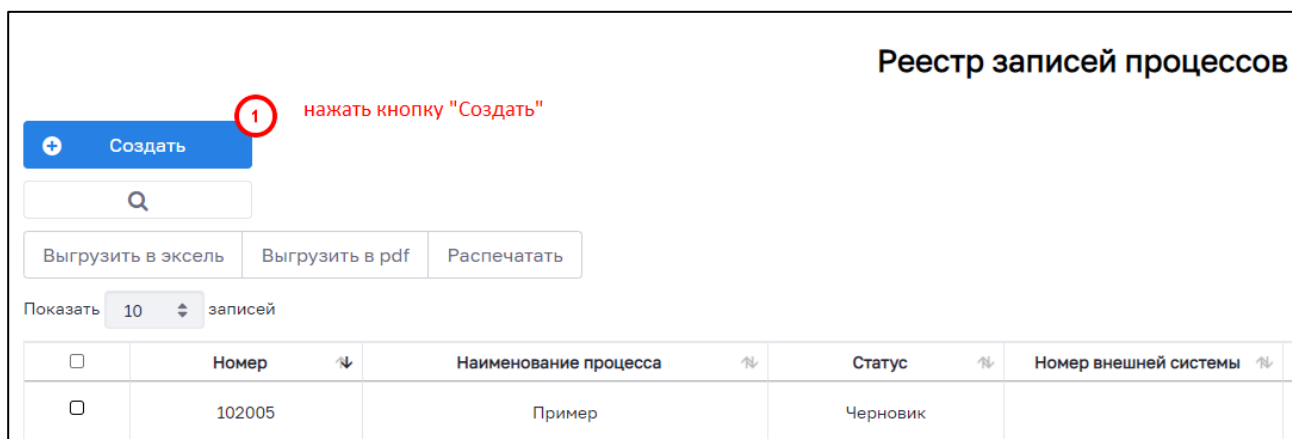 Реестр записей процессов
1 нажать кнопку "Создать"
Создать
Выгрузить в эксель Выгрузить в pdf Распечатать
Показать 10 записей
Номер Наименование процесса Статус Номер внешней системы
102005 Пример Черновик